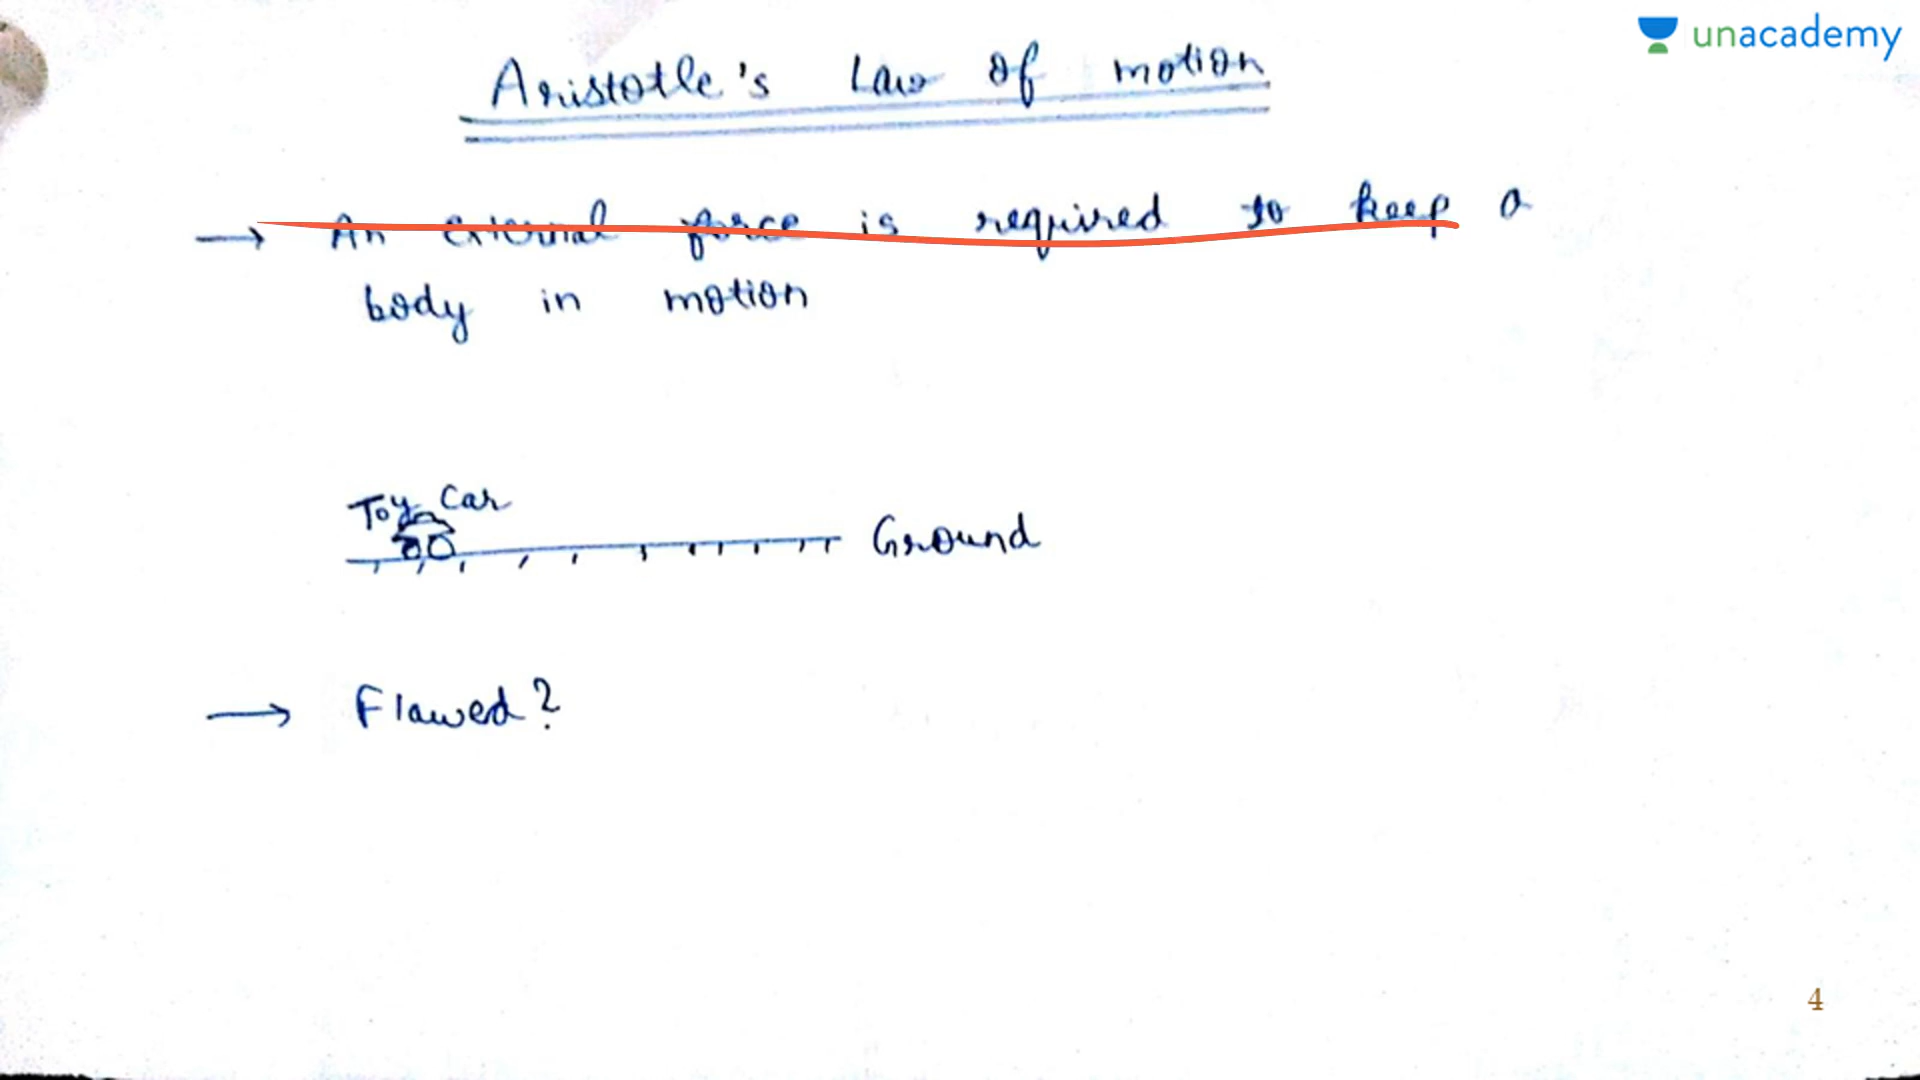 unacademy
Aristotle's Law of motion
→ An external force is required to keep a
body in motion
Toy Car
Ground
→ Flawed?
4